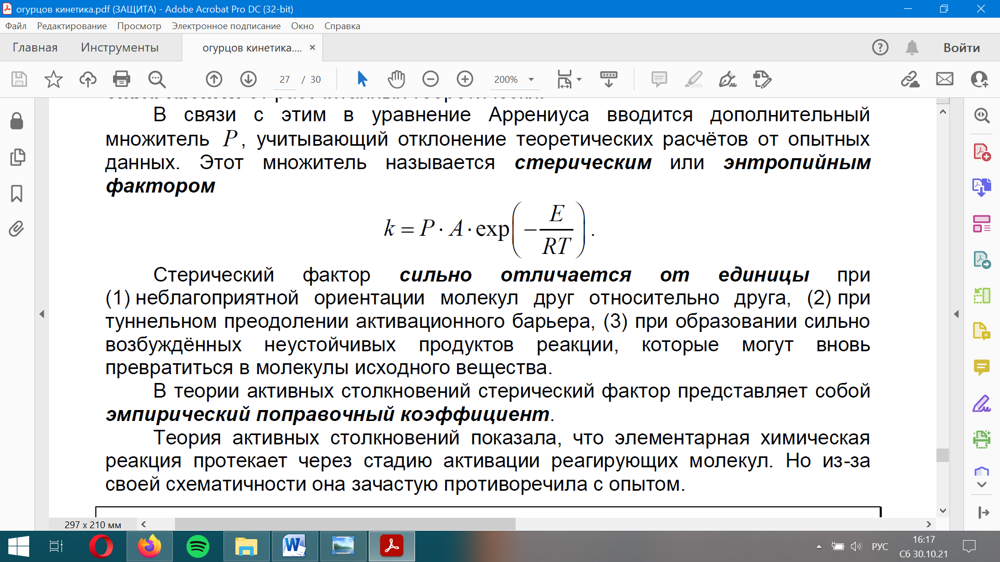 огурцов кинетика.pdf (ЗАЩИТА) - Adobe Acrobat Pro DC (32-bit)
Файл Редактирование Просмотр Электронное подписание Окно Справка
Главная Инструменты огурцов кинетика.... × Войти
27 / 30 200%
В связи с этим в уравнение Аррениуса вводится дополнительный
множитель P, учитывающий отклонение теоретических расчётов от опытных
данных. Этот множитель называется стерическим или энтропийным
фактором
k = P · A · exp(−E/RT).
Стерический фактор сильно отличается от единицы при
(1) неблагоприятной ориентации молекул друг относительно друга, (2) при
туннельном преодолении активационного барьера, (3) при образовании сильно
возбуждённых неустойчивых продуктов реакции, которые могут вновь
превратиться в молекулы исходного вещества.
В теории активных столкновений стерический фактор представляет собой
эмпирический поправочный коэффициент.
Теория активных столкновений показала, что элементарная химическая
реакция протекает через стадию активации реагирующих молекул. Но из-за
своей схематичности она зачастую противоречила с опытом.
297 x 210 мм
РУС
16:17
Сб 30.10.21